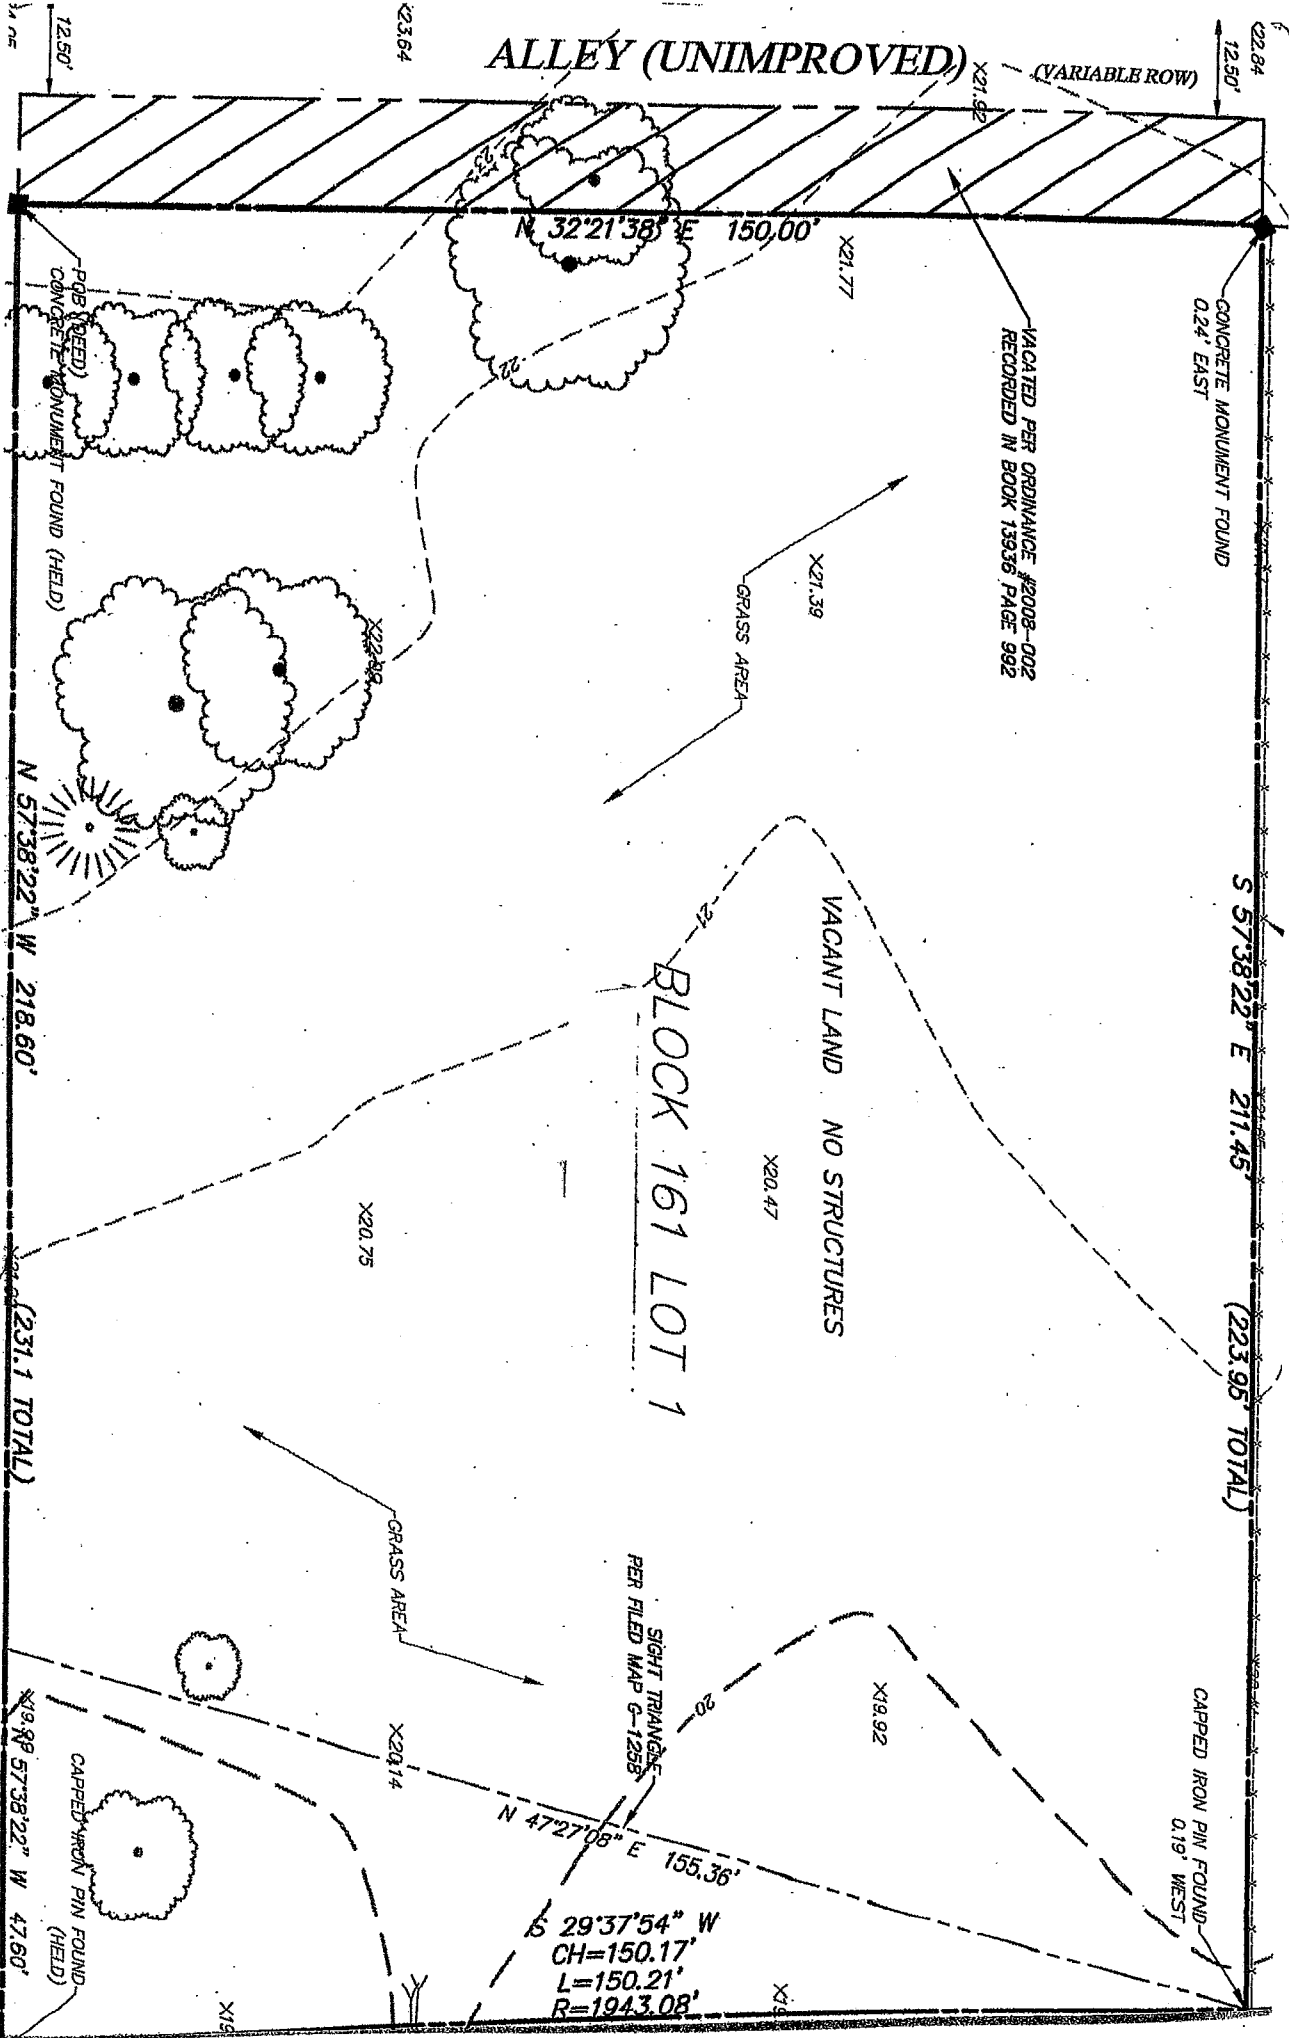 ALLEY (UNIMPROVED)
(VARIABLE ROW)
12.50'
X23.64
X21.92
X22.84
12.50'
23
N 32°21'38" E 150.00'
X21.77
POB (DEED)
CONCRETE MONUMENT FOUND (HELD)
22
VACATED PER ORDINANCE #2008-002
RECORDED IN BOOK 13936 PAGE 992
CONCRETE MONUMENT FOUND
0.24' EAST
X21.39
GRASS AREA
N 57°38'22" W 218.60'
(231.1 TOTAL)
S 57°38'22" E 211.45'
(223.95' TOTAL)
21
VACANT LAND NO STRUCTURES
BLOCK 161 LOT 1
X20.47
X20.75
GRASS AREA
SIGHT TRIANGLE
PER FILED MAP G-1258
20
X19.92
X20.14
CAPPED IRON PIN FOUND
0.19' WEST
X19.99
N 57°38'22" W 47.60'
CAPPED IRON PIN FOUND
(HELD)
N 47°27'08" E 155.36'
S 29°37'54" W
CH=150.17'
L=150.21'
R=1943.08'
X19
X19